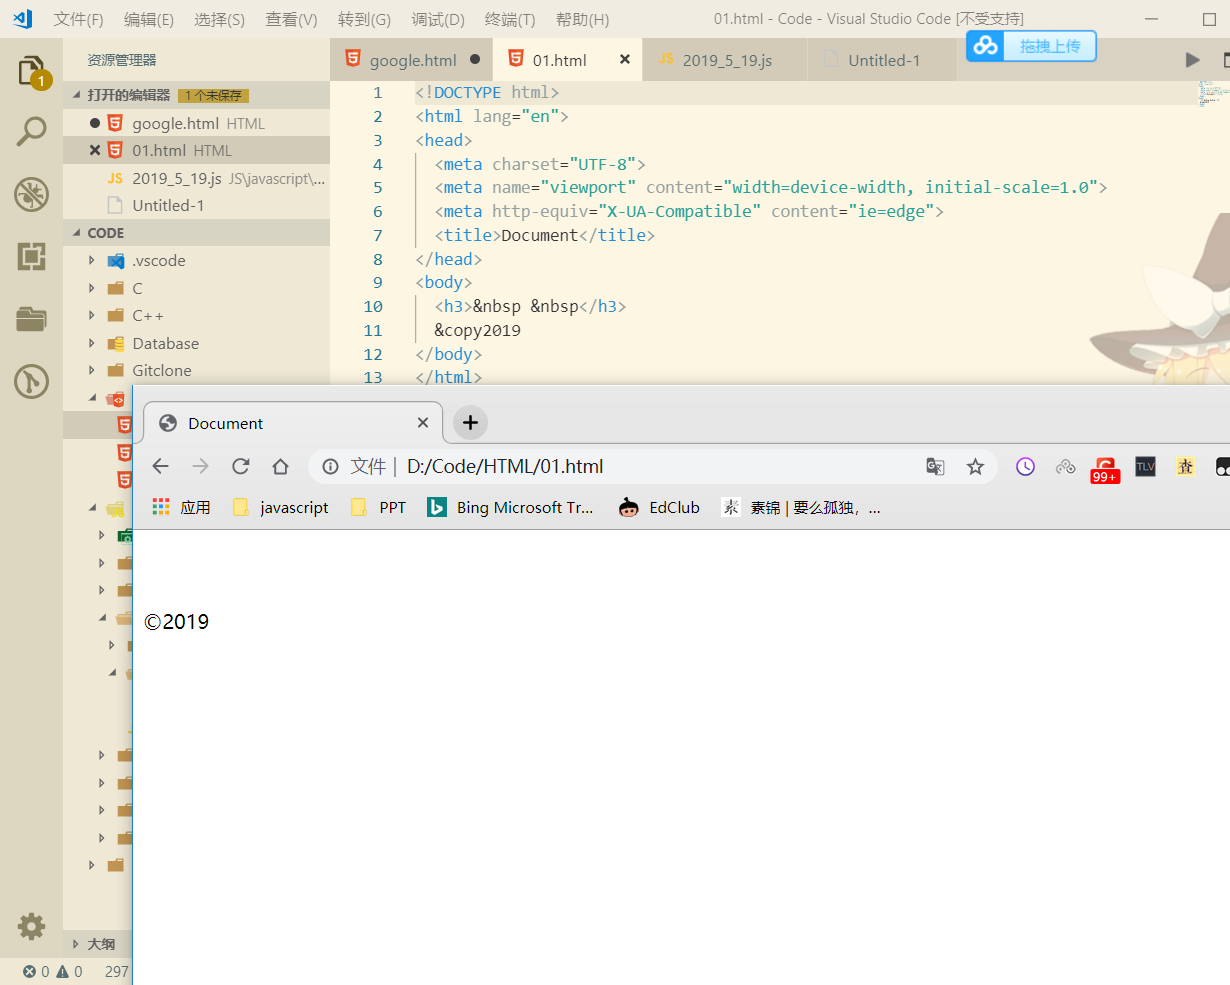 文件(F) 编辑(E) 选择(S) 查看(V) 转到(G) 调试(D) 终端(T) 帮助(H) 01.html - Code - Visual Studio Code [不受支持]
拖拽上传
资源管理器
google.html 01.html JS 2019_5_19.js Untitled-1
1
打开的编辑器 1 个未保存
google.html HTML
01.html HTML
JS 2019_5_19.js JS\javascript\...
Untitled-1
CODE
.vscode
C
C++
Database
Gitclone
1 <!DOCTYPE html>
2 <html lang="en">
3 <head>
4 <meta charset="UTF-8">
5 <meta name="viewport" content="width=device-width, initial-scale=1.0">
6 <meta http-equiv="X-UA-Compatible" content="ie=edge">
7 <title>Document</title>
8 </head>
9 <body>
10 <h3>&nbsp &nbsp</h3>
11 &copy2019
12 </body>
13 </html>
Document
文件 | D:/Code/HTML/01.html
99+
TLV
查
应用 javascript PPT Bing Microsoft Tr... EdClub 素 素锦 | 要么孤独，...
©2019
大纲
0 0 297